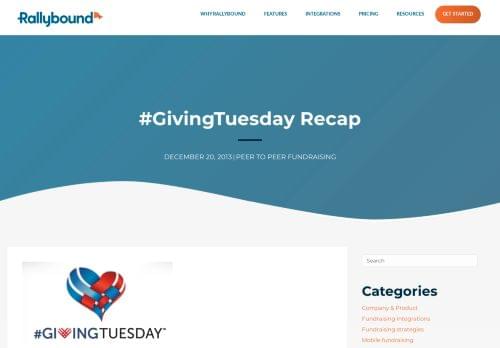 Rallybound
WHY RALLYBOUND
FEATURES
INTEGRATIONS
PRICING
RESOURCES
GET STARTED
#GivingTuesday Recap
DECEMBER 20, 2013 | PEER TO PEER FUNDRAISING
#GIVINGTUESDAY™
Search
Categories
Company & Product
Fundraising integrations
Fundraising strategies
Mobile fundraising